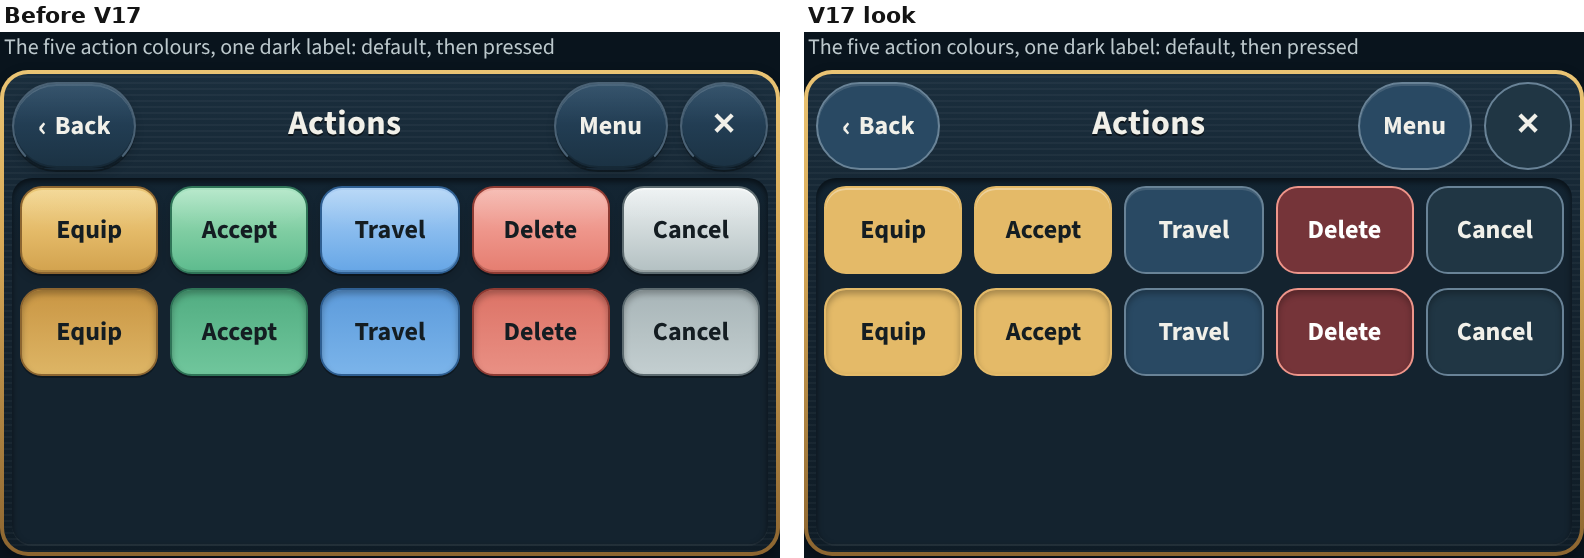 Before V17
The five action colours, one dark label: default, then pressed
‹ Back Actions Menu ✕
Equip Accept Travel Delete Cancel
Equip Accept Travel Delete Cancel
V17 look
The five action colours, one dark label: default, then pressed
‹ Back Actions Menu ✕
Equip Accept Travel Delete Cancel
Equip Accept Travel Delete Cancel